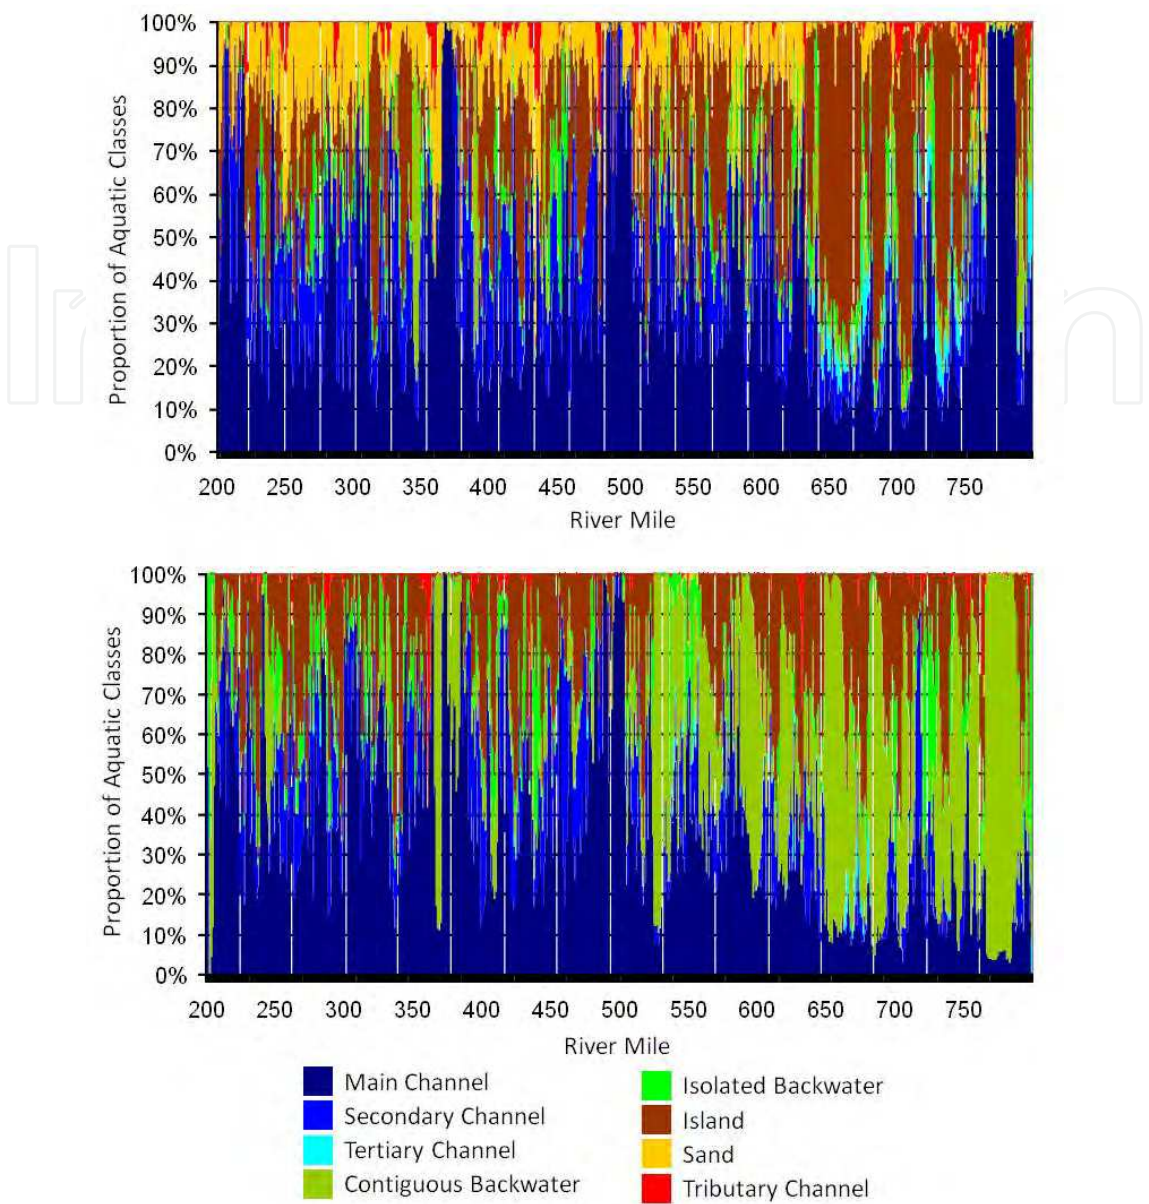 100%
90%
80%
70%
60%
50%
40%
30%
20%
10%
0%
Proportion of Aquatic Classes
200 250 300 350 400 450 500 550 600 650 700 750
River Mile
100%
90%
80%
70%
60%
50%
40%
30%
20%
10%
0%
Proportion of Aquatic Classes
200 250 300 350 400 450 500 550 600 650 700 750
River Mile
Main Channel
Secondary Channel
Tertiary Channel
Contiguous Backwater
Isolated Backwater
Island
Sand
Tributary Channel